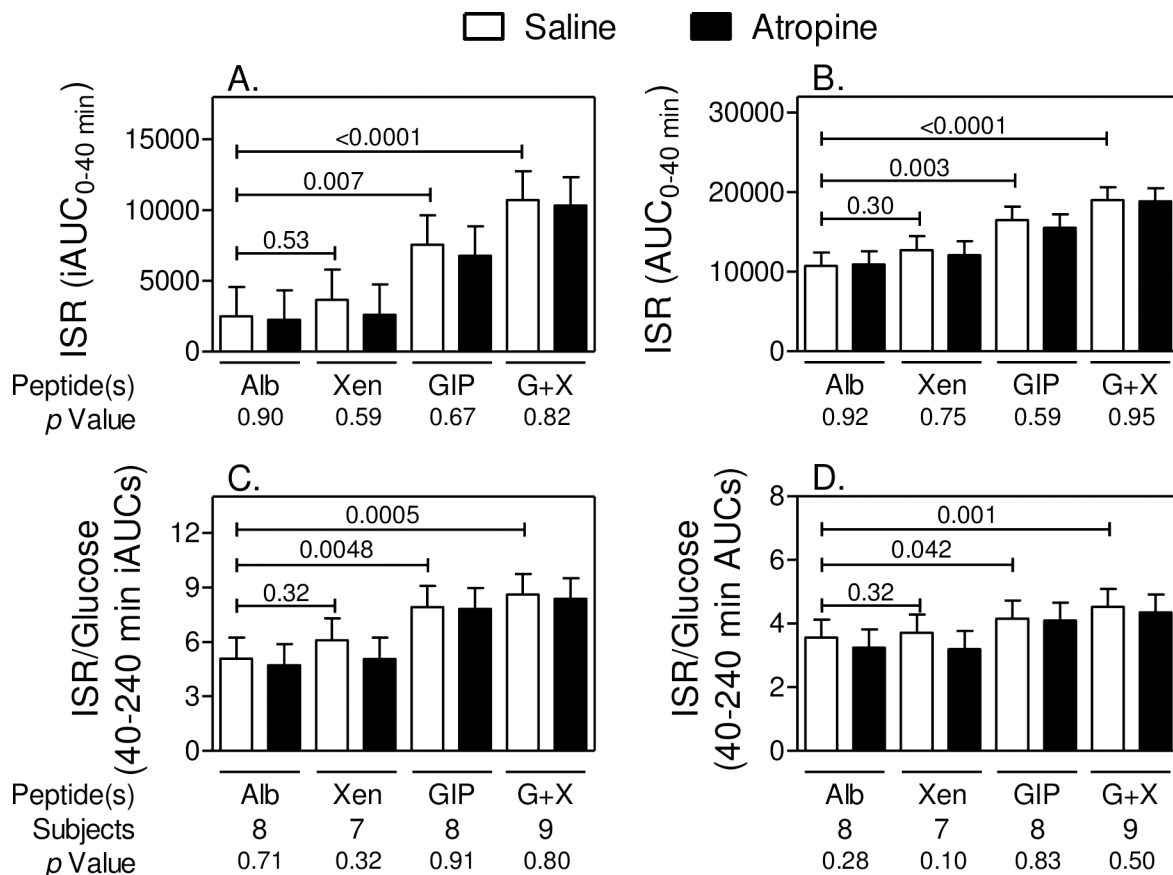 Saline Atropine
A.
ISR (iAUC0-40 min)
15000
10000
5000
0
<0.0001
0.007
0.53
Alb Xen GIP G+X
Peptide(s)
p Value 0.90 0.59 0.67 0.82
B.
ISR (AUC0-40 min)
30000
20000
10000
0
<0.0001
0.003
0.30
Alb Xen GIP G+X
0.92 0.75 0.59 0.95
C.
ISR/Glucose
(40-240 min iAUCs)
12
9
6
3
0
0.0005
0.0048
0.32
Peptide(s) Alb Xen GIP G+X
Subjects 8 7 8 9
p Value 0.71 0.32 0.91 0.80
D.
ISR/Glucose
(40-240 min AUCs)
8
6
4
2
0
0.001
0.042
0.32
Alb Xen GIP G+X
8 7 8 9
0.28 0.10 0.83 0.50